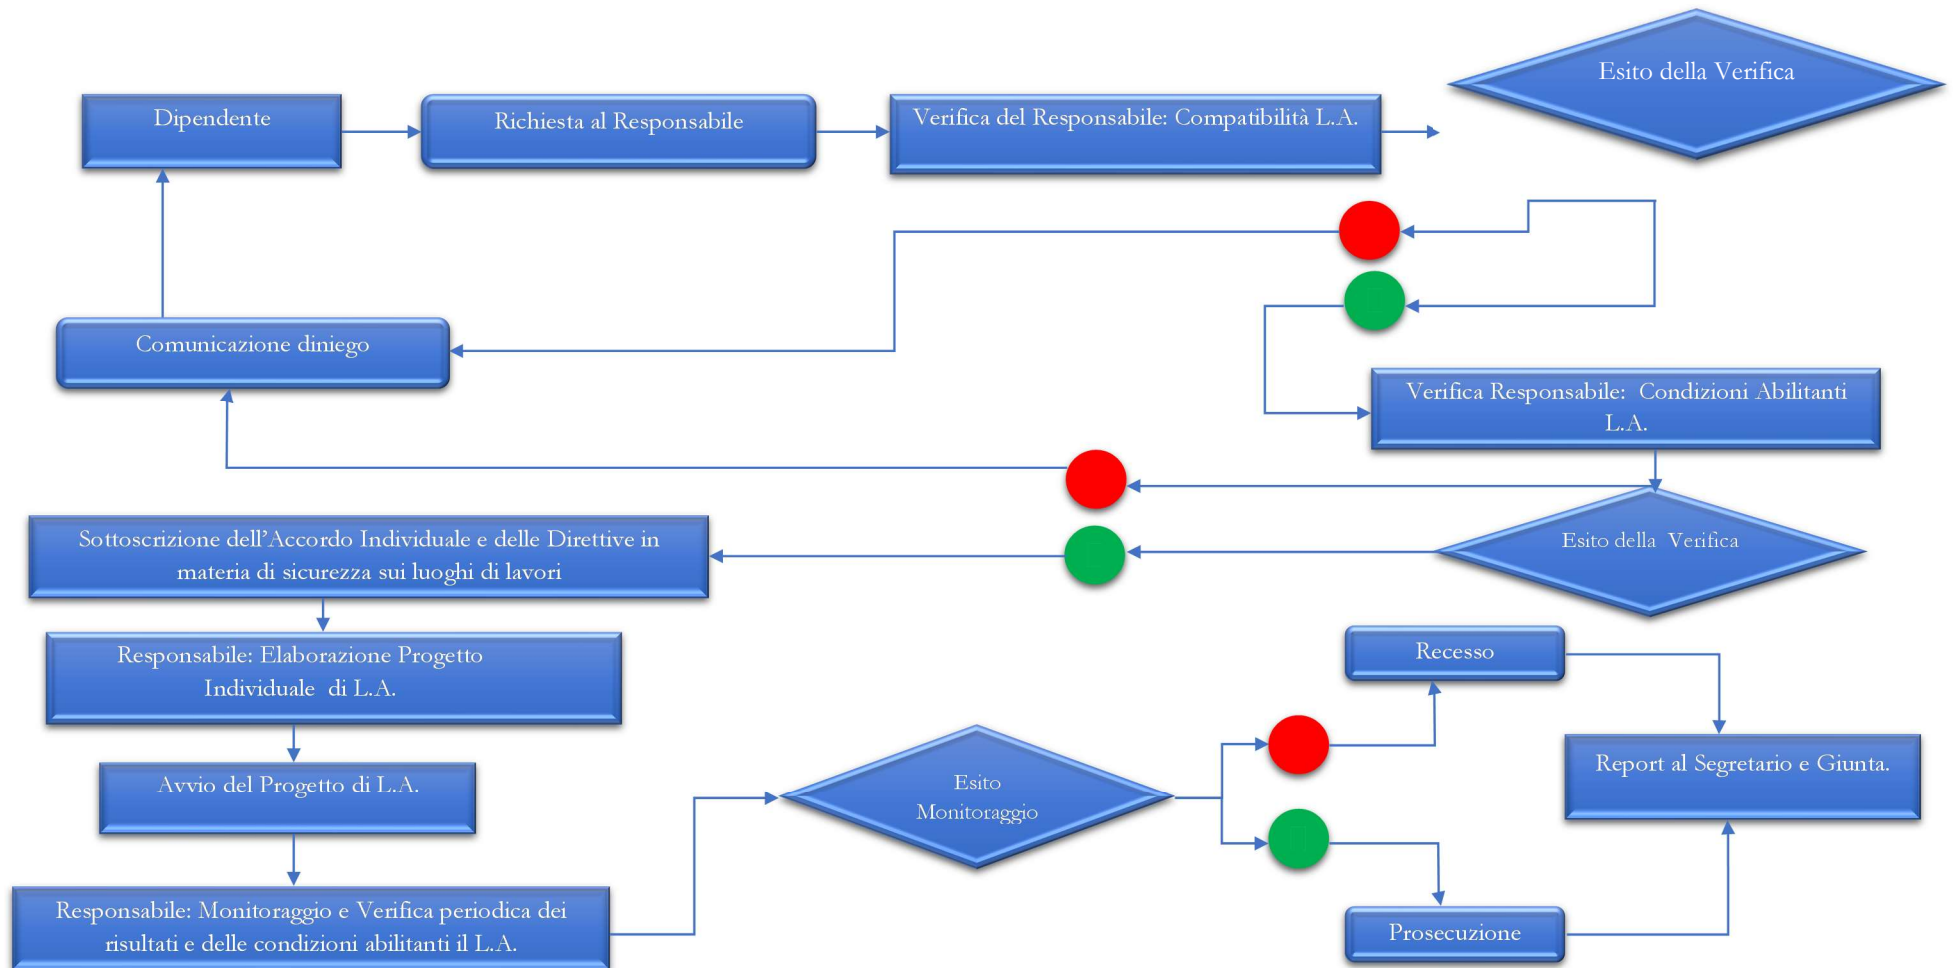 Dipendente
Richiesta al Responsabile
Verifica del Responsabile: Compatibilità L.A.
Esito della Verifica
Comunicazione diniego
Verifica Responsabile: Condizioni Abilitanti
L.A.
Esito della Verifica
Sottoscrizione dell’Accordo Individuale e delle Direttive in
materia di sicurezza sui luoghi di lavori
Responsabile: Elaborazione Progetto
Individuale di L.A.
Avvio del Progetto di L.A.
Responsabile: Monitoraggio e Verifica periodica dei
risultati e delle condizioni abilitanti il L.A.
Esito
Monitoraggio
Recesso
Report al Segretario e Giunta.
Prosecuzione